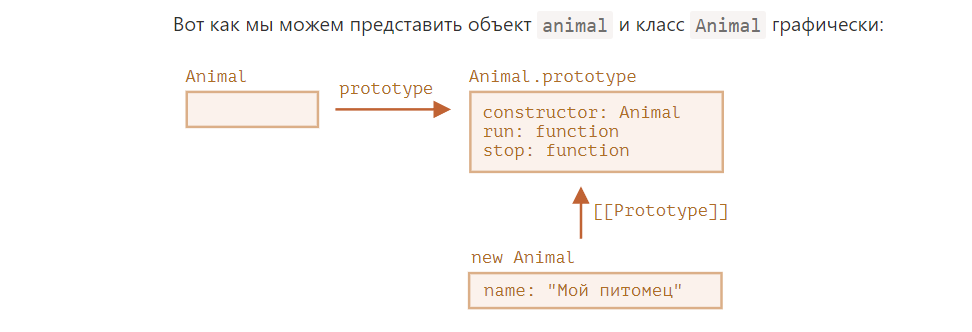 Вот как мы можем представить объект animal и класс Animal графически:
Animal
prototype
Animal.prototype
constructor: Animal
run: function
stop: function
[[Prototype]]
new Animal
name: "Мой питомец"